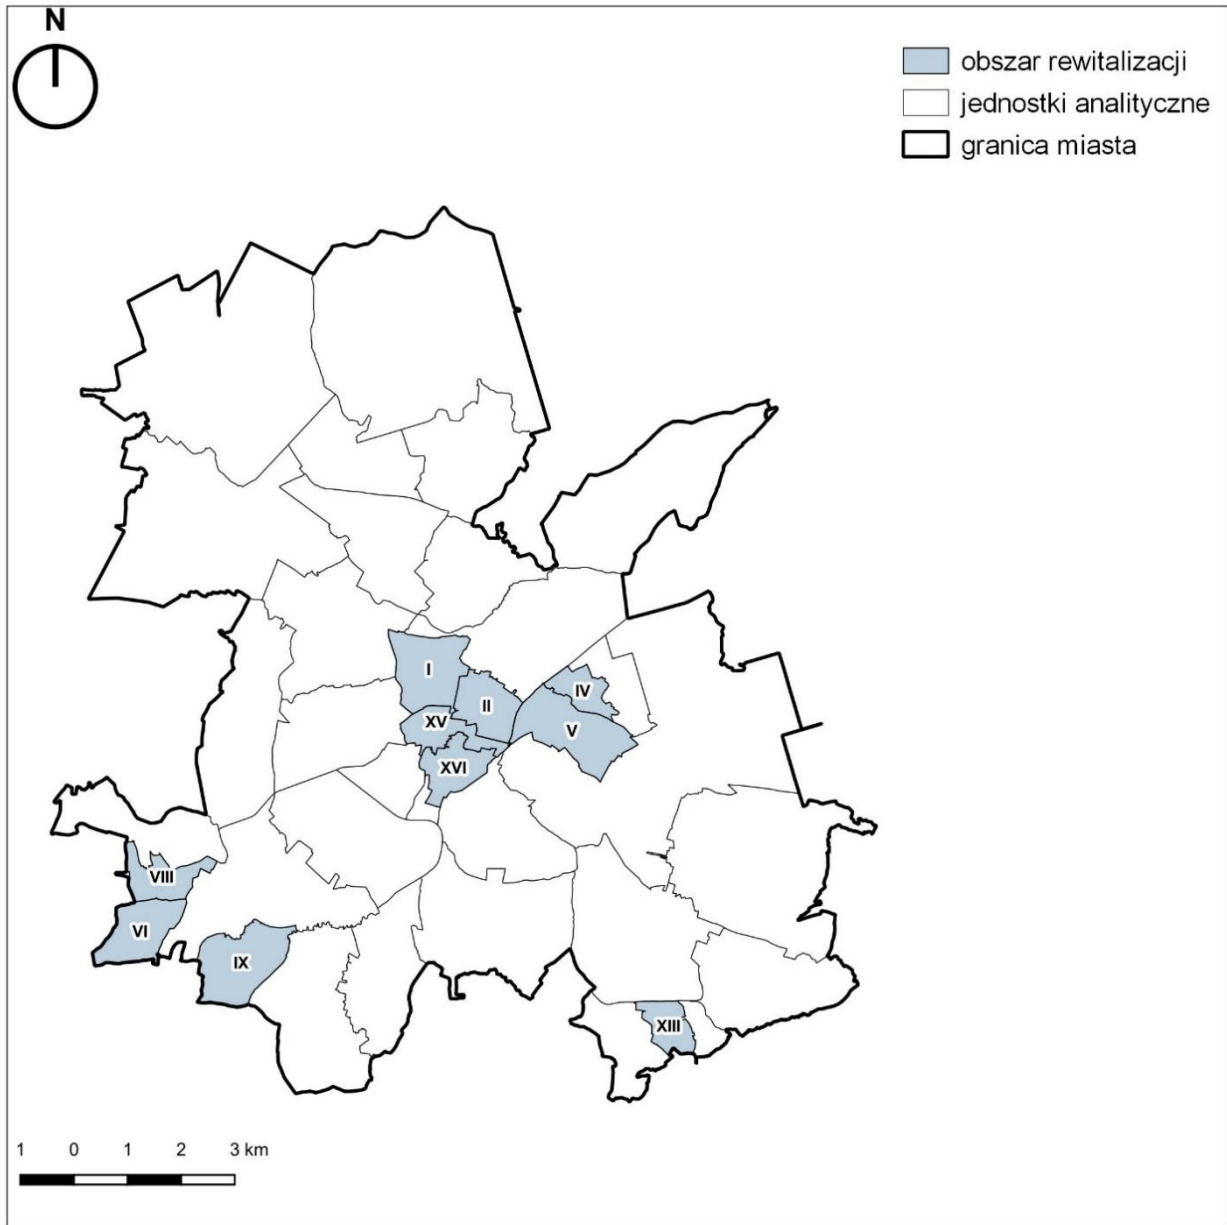 N
obszar rewitalizacji
jednostki analityczne
granica miasta
I
II
IV
XV
V
XVI
VIII
VI
IX
XIII
1 0 1 2 3 km